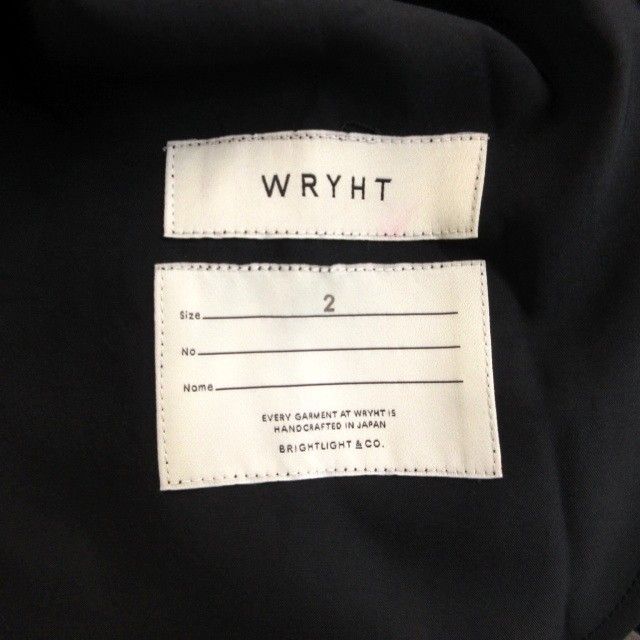 WRYHT
Size 2
No.
Name
EVERY GARMENT AT WRYHT IS
HANDCRAFTED IN JAPAN
BRIGHTLIGHT & CO.